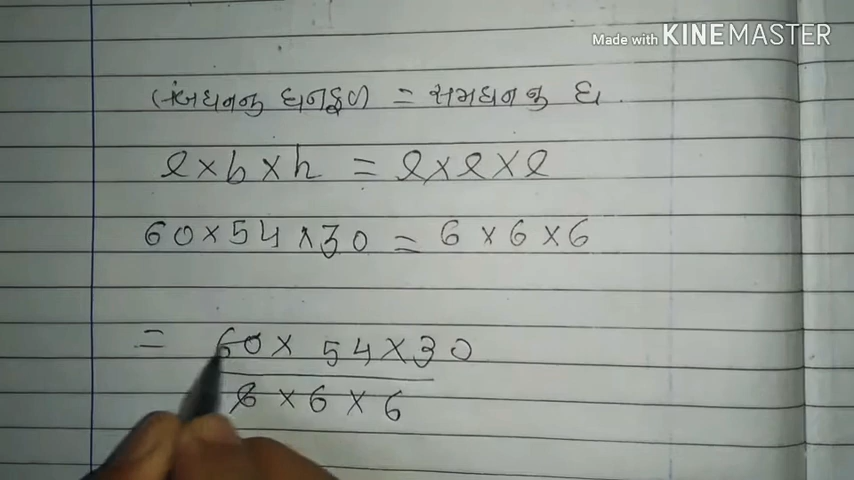 Made with KINEMASTER
લંબઘનનું ઘનફળ = સમઘનનું ઘ
l × b × h = l × l × l
60 × 54 × 30 = 6 × 6 × 6
= 60 × 54 × 30
6 × 6 × 6